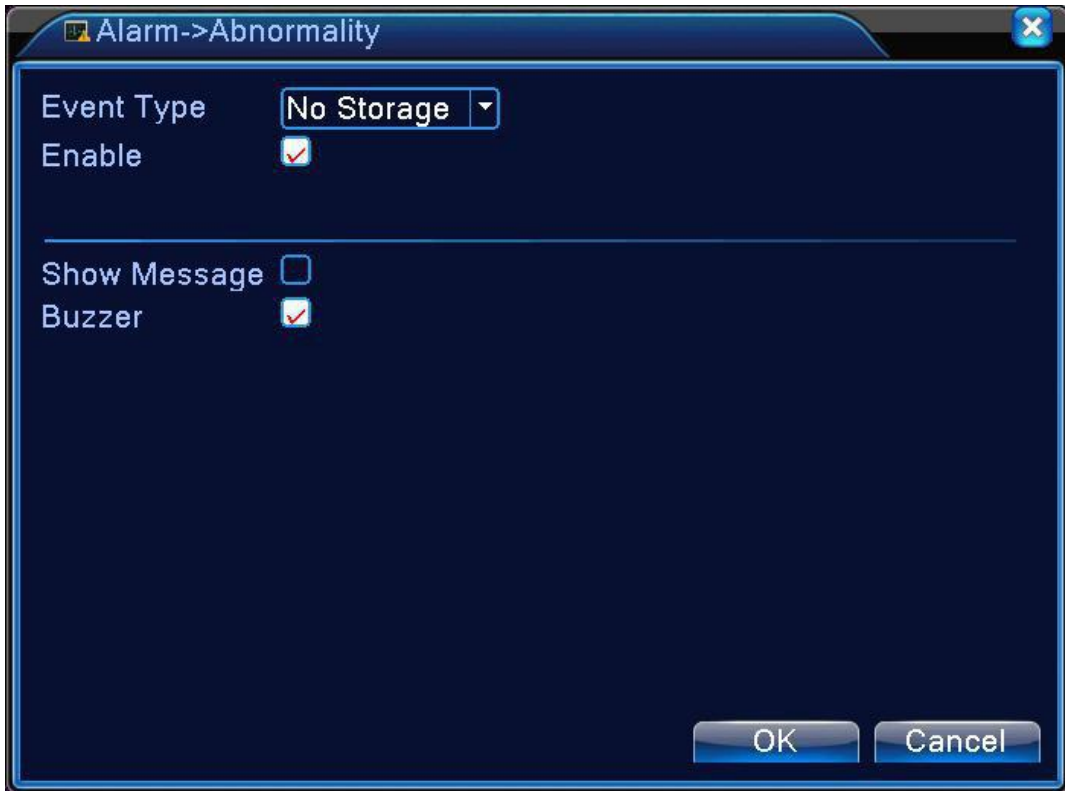 Alarm->Abnormality
Event Type No Storage
Enable
Show Message
Buzzer
OK Cancel